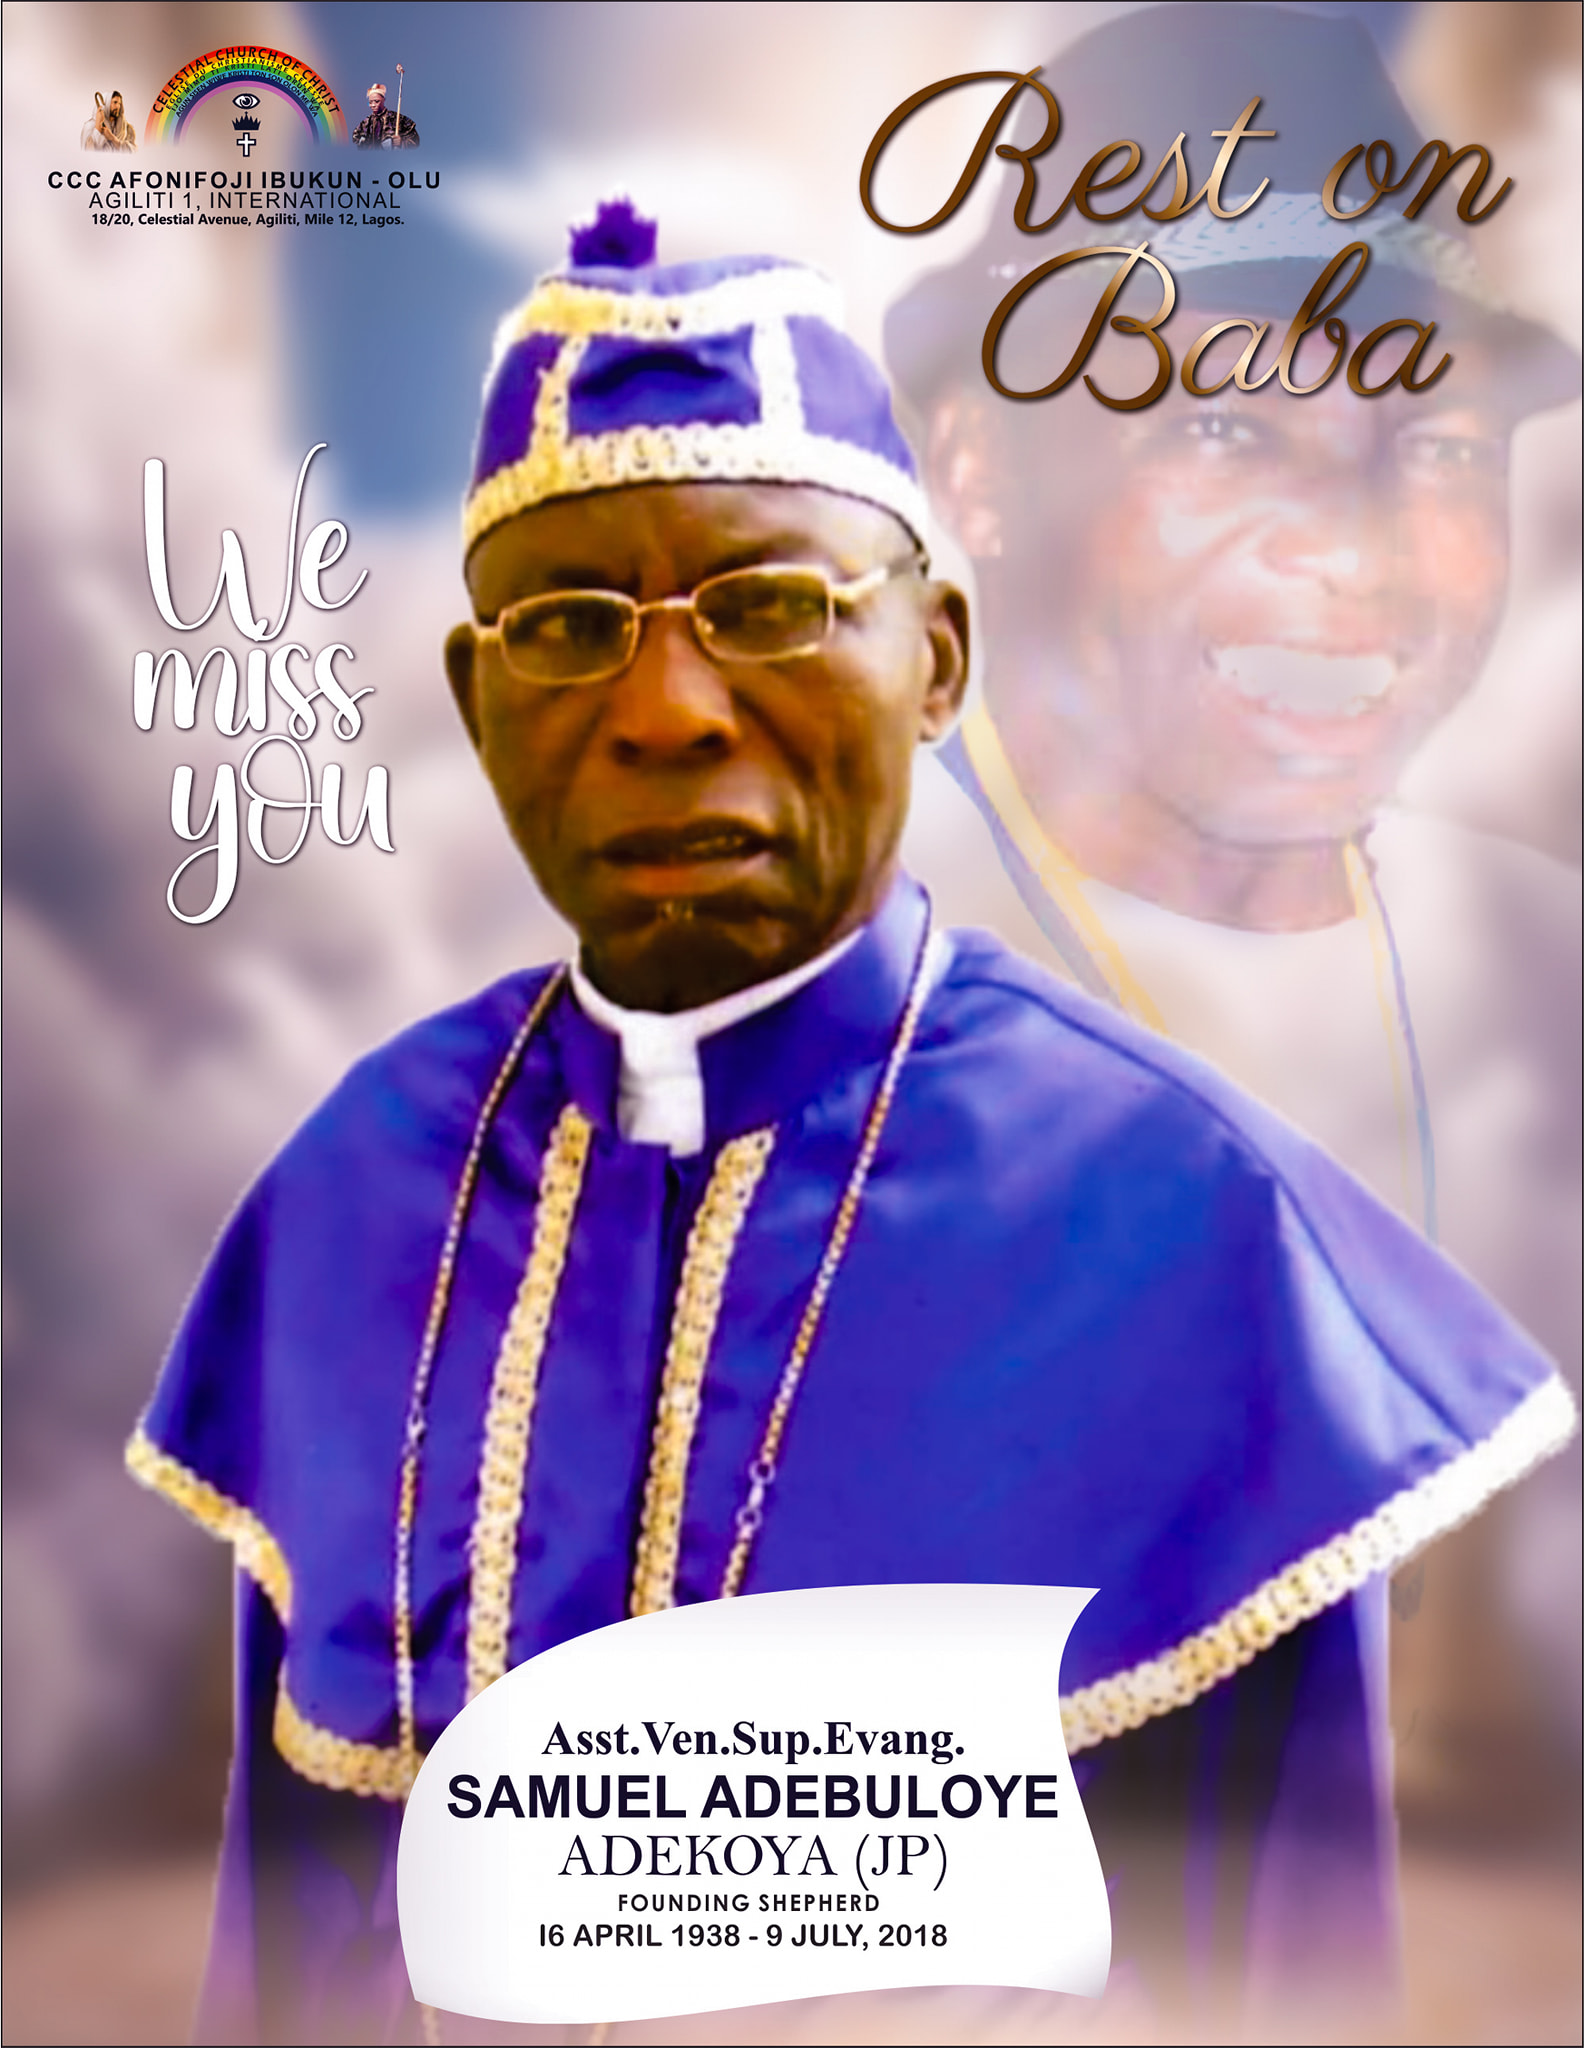 CELESTIAL CHURCH OF CHRIST
CCC AFONIFOJI IBUKUN - OLU
AGILITI 1, INTERNATIONAL
18/20, Celestial Avenue, Agiliti, Mile 12, Lagos.
Rest on
Baba
We
miss
you
Asst.Ven.Sup.Evang.
SAMUEL ADEBULOYE
ADEKOYA (JP)
FOUNDING SHEPHERD
I6 APRIL 1938 - 9 JULY, 2018